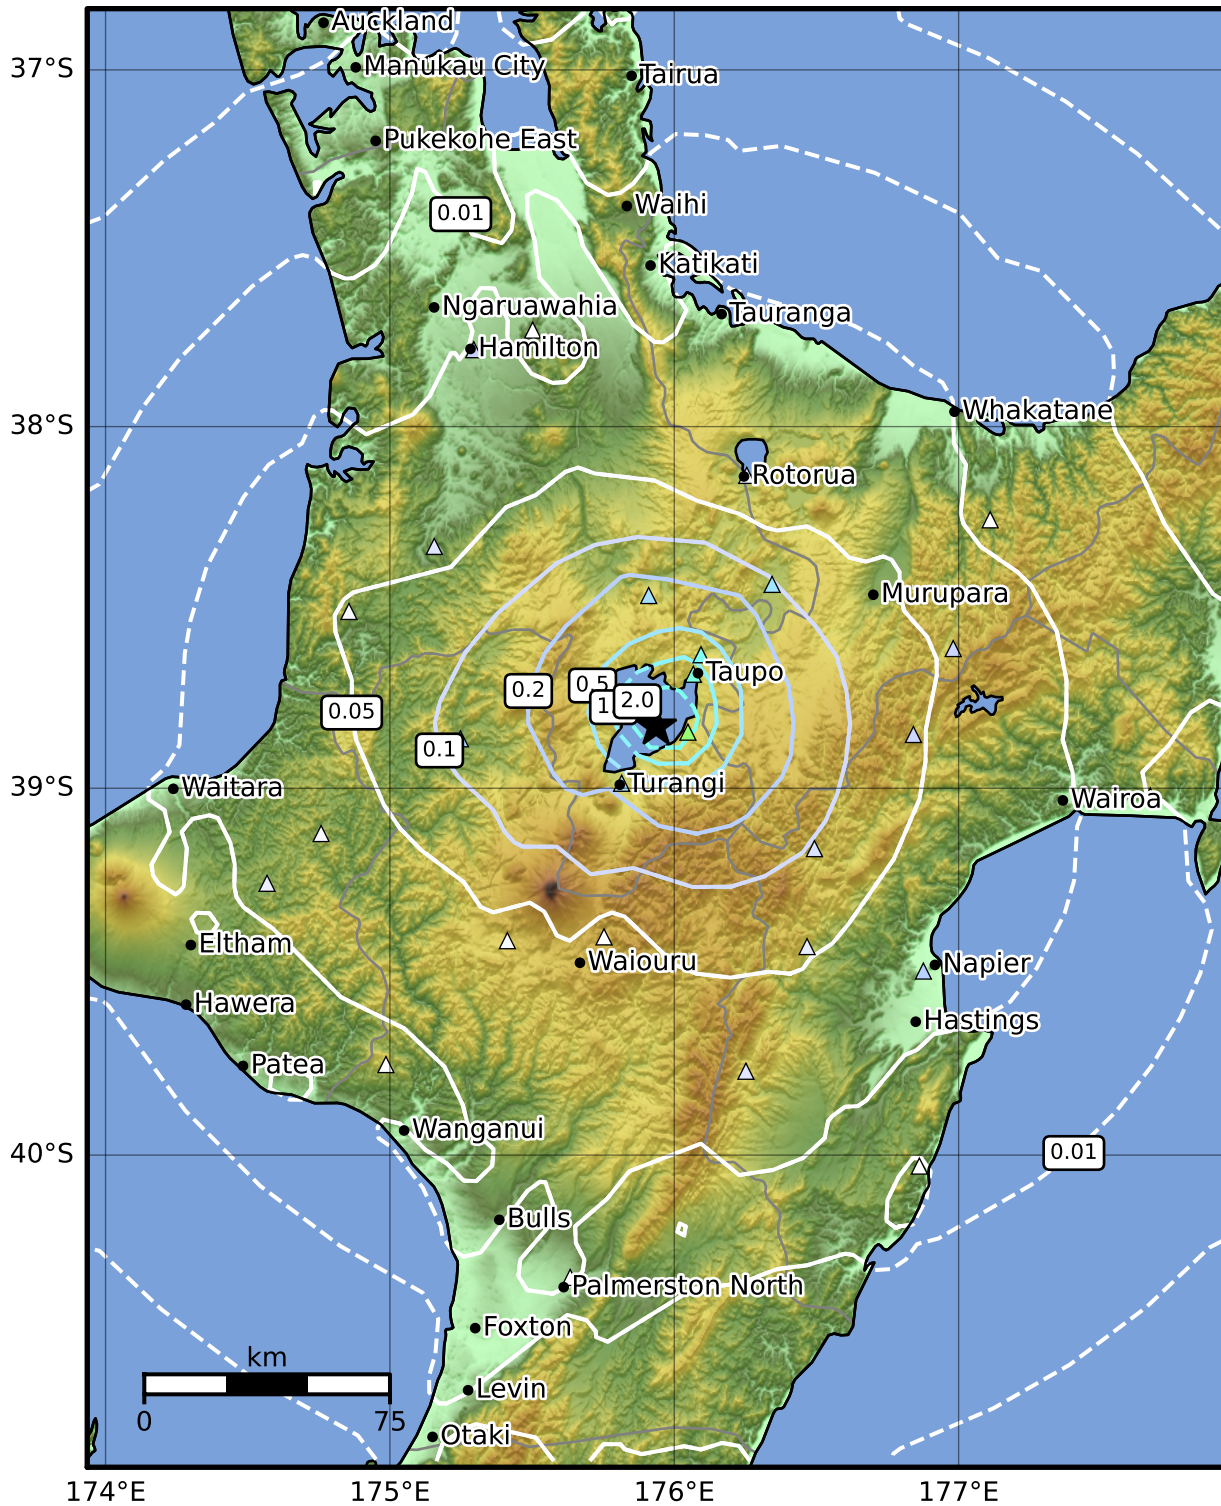 Auckland
Manukau City
37°S
Tairua
Pukekohe East
Waihi
0.01
Katikati
Ngaruawahia
Tauranga
Hamilton
Whakatane
38°S
Rotorua
Murupara
Taupo
0.5
0.2
2.0
0.05
0.1
Turangi
39°S
Waitara
Wairoa
Eltham
Waiouru
Napier
Hawera
Hastings
Patea
Wanganui
40°S
0.01
Bulls
Palmerston North
Foxton
km
Levin
0
75
Otaki
174°E
175°E
176°E
177°E